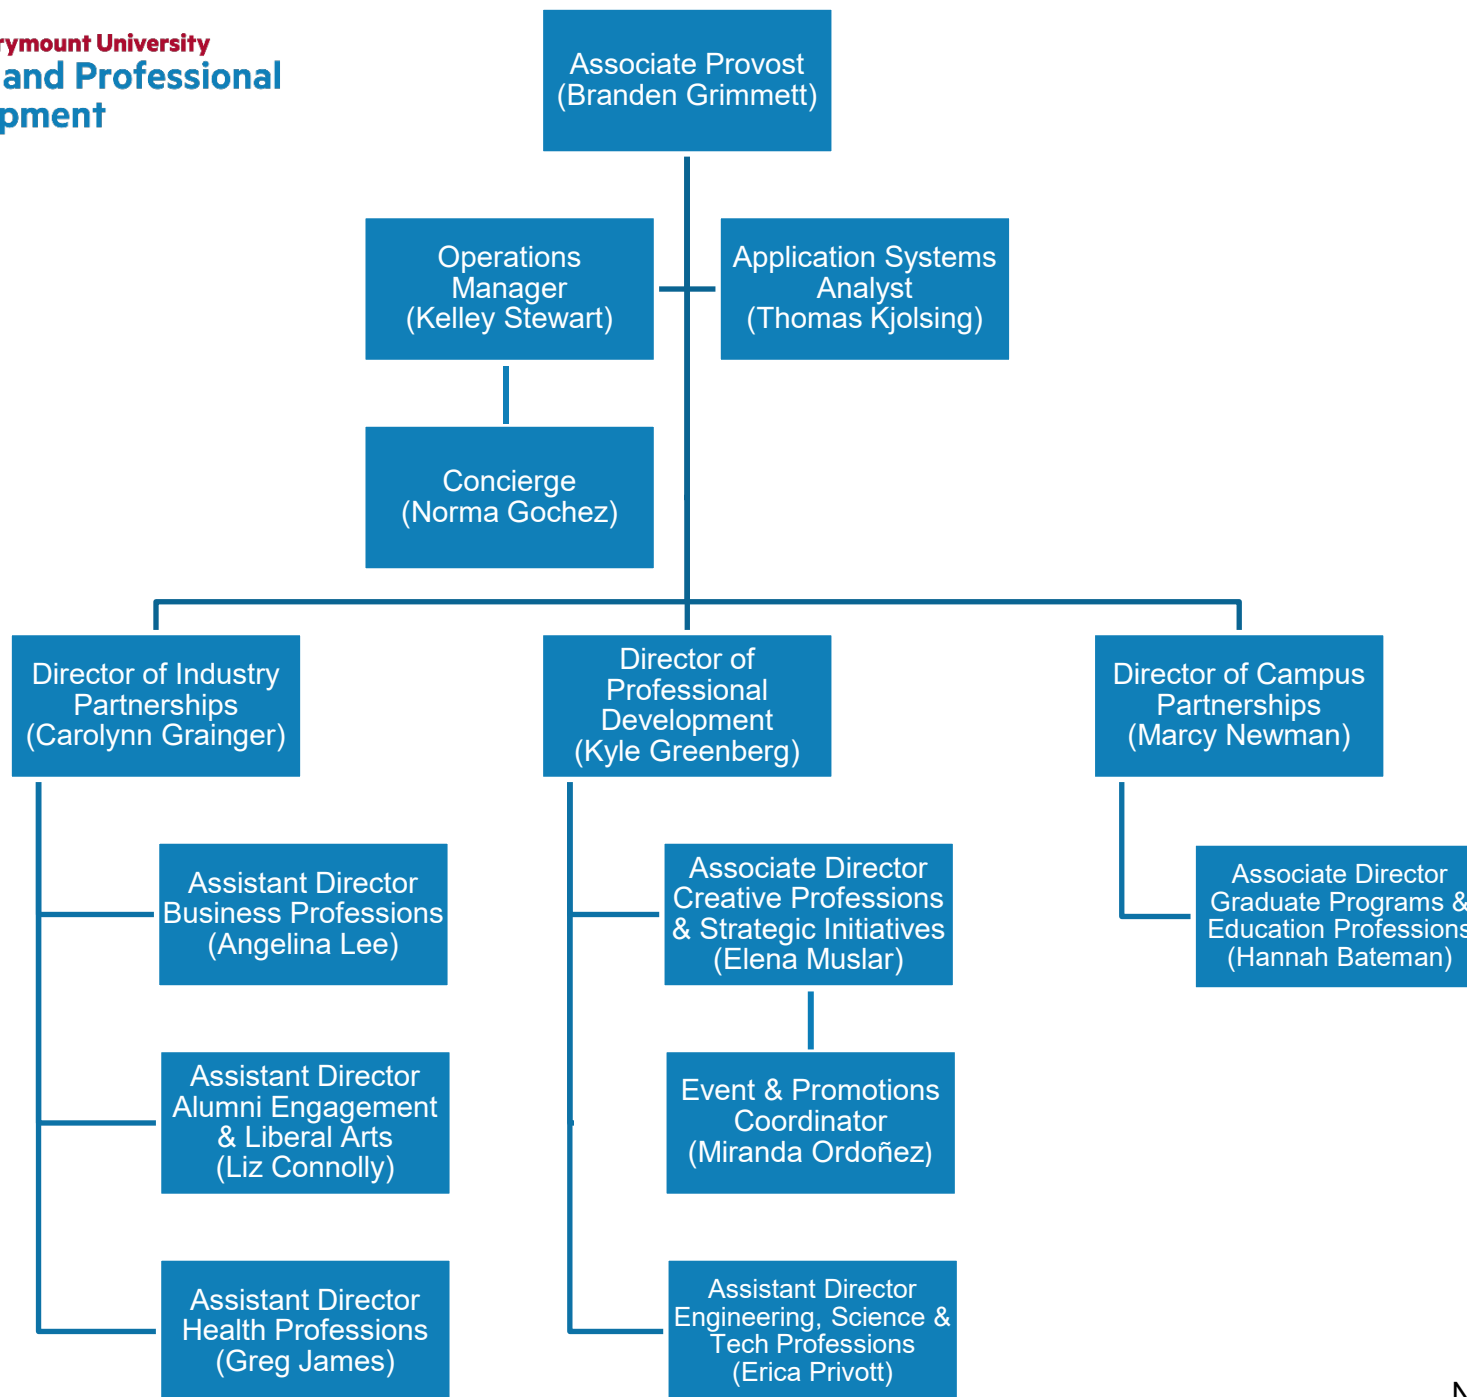 and Professional
Associate Provost
(Branden Grimmett)
Operations
Manager
(Kelley Stewart)
Application Systems
Analyst
(Thomas Kjolsing)
Concierge
(Norma Gochez)
Director of Industry
Partnerships
(Carolynn Grainger)
Director of
Professional
Development
(Kyle Greenberg)
Director of Campus
Partnerships
(Marcy Newman)
Assistant Director
Business Professions
(Angelina Lee)
Associate Director
Creative Professions
& Strategic Initiatives
(Elena Muslar)
Associate Director
Graduate Programs &
Education Professions
(Hannah Bateman)
Assistant Director
Alumni Engagement
& Liberal Arts
(Liz Connolly)
Event & Promotions
Coordinator
(Miranda Ordoñez)
Assistant Director
Health Professions
(Greg James)
Assistant Director
Engineering, Science &
Tech Professions
(Erica Privott)